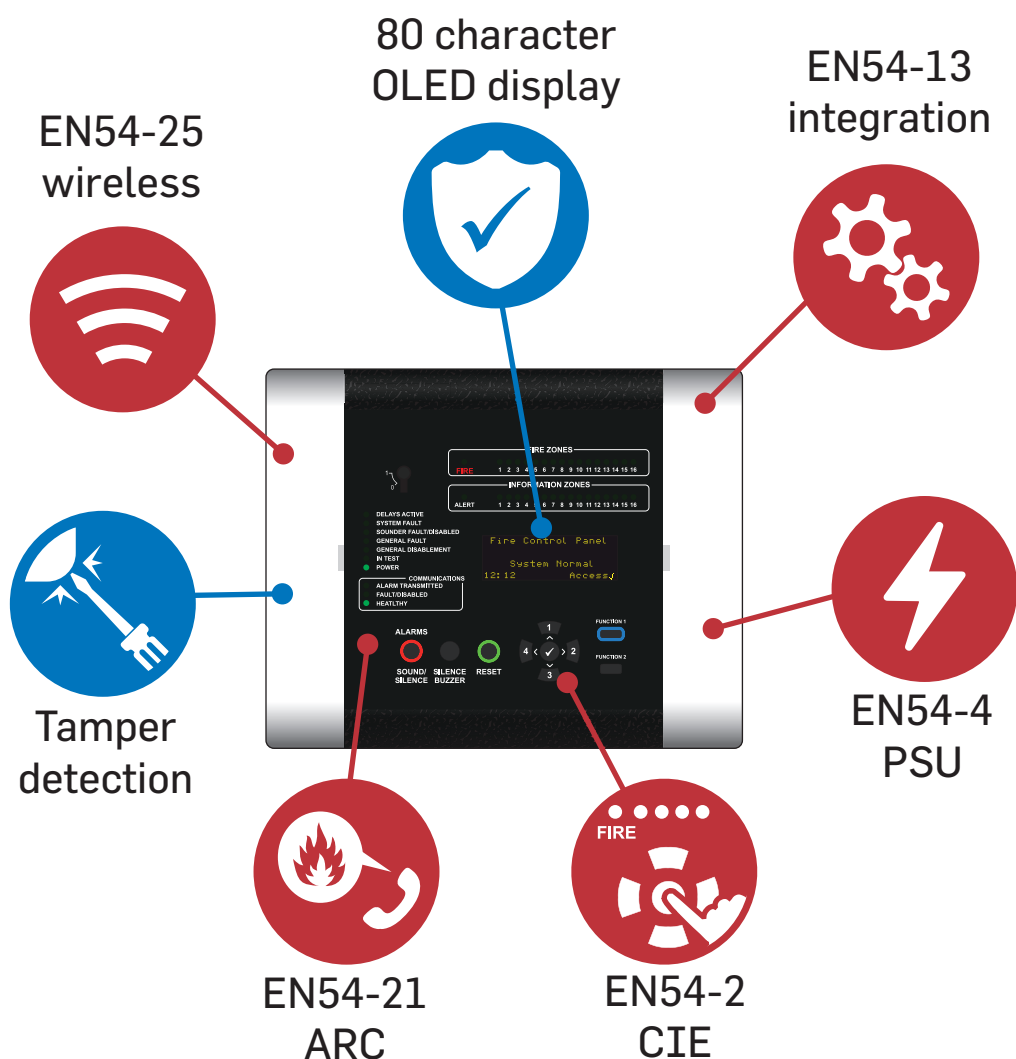 80 character
OLED display
EN54-13
integration
EN54-25
wireless
FIRE ZONES
FIRE 1 2 3 4 5 6 7 8 9 10 11 12 13 14 15 16
INFORMATION ZONES
ALERT 1 2 3 4 5 6 7 8 9 10 11 12 13 14 15 16
1
0
DELAYS ACTIVE
SYSTEM FAULT
SOUNDER FAULT/DISABLED
GENERAL FAULT
GENERAL DISABLEMENT
IN TEST
POWER
COMMUNICATIONS
ALARM TRANSMITTED
FAULT/DISABLED
HEATLTHY
Fire Control Panel
System Normal
12:12 Access✓
ALARMS
SOUND/
SILENCE
SILENCE
BUZZER
RESET
1
4 < ✓ > 2
3
FUNCTION 1
FUNCTION 2
Tamper
detection
EN54-4
PSU
FIRE
EN54-21
ARC
EN54-2
CIE